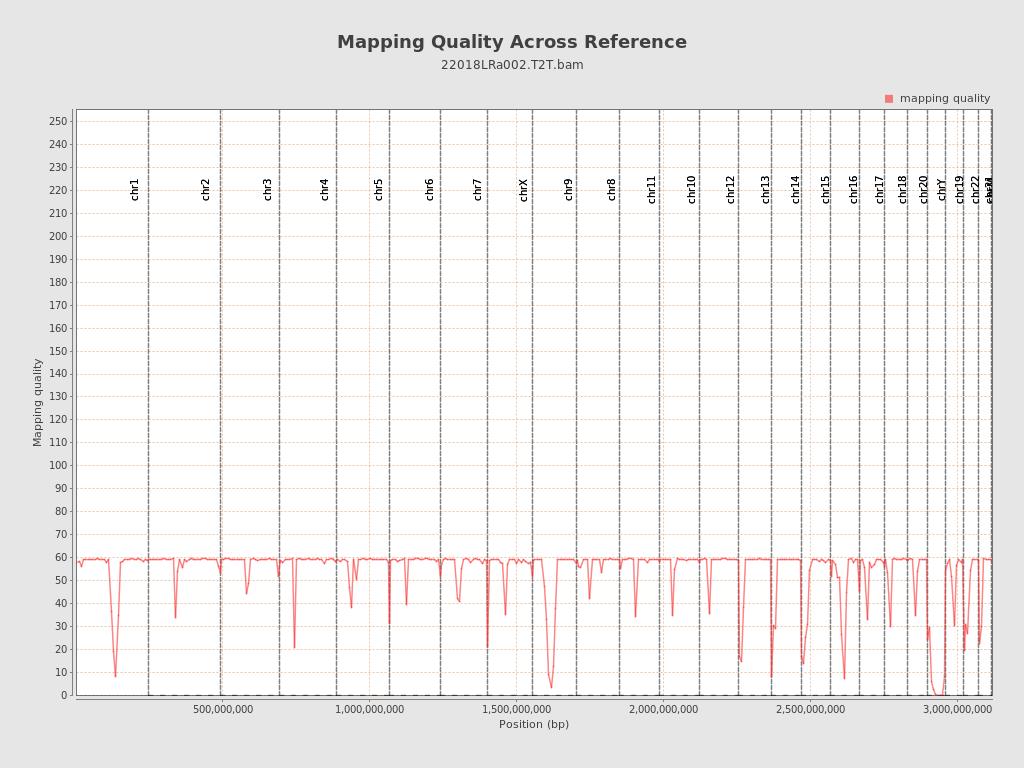 Mapping Quality Across Reference
22018LRa002.T2T.bam
mapping quality
250
240
230
220
210
200
190
180
170
160
150
140
130
120
110
100
90
80
70
60
50
40
30
20
10
0
Mapping quality
chr1
chr2
chr3
chr4
chr5
chr6
chr7
chrX
chr9
chr8
chr11
chr10
chr12
chr13
chr14
chr15
chr16
chr17
chr18
chr20
chrY
chr19
chr22
500,000,000
1,000,000,000
1,500,000,000
2,000,000,000
2,500,000,000
3,000,000,000
Position (bp)